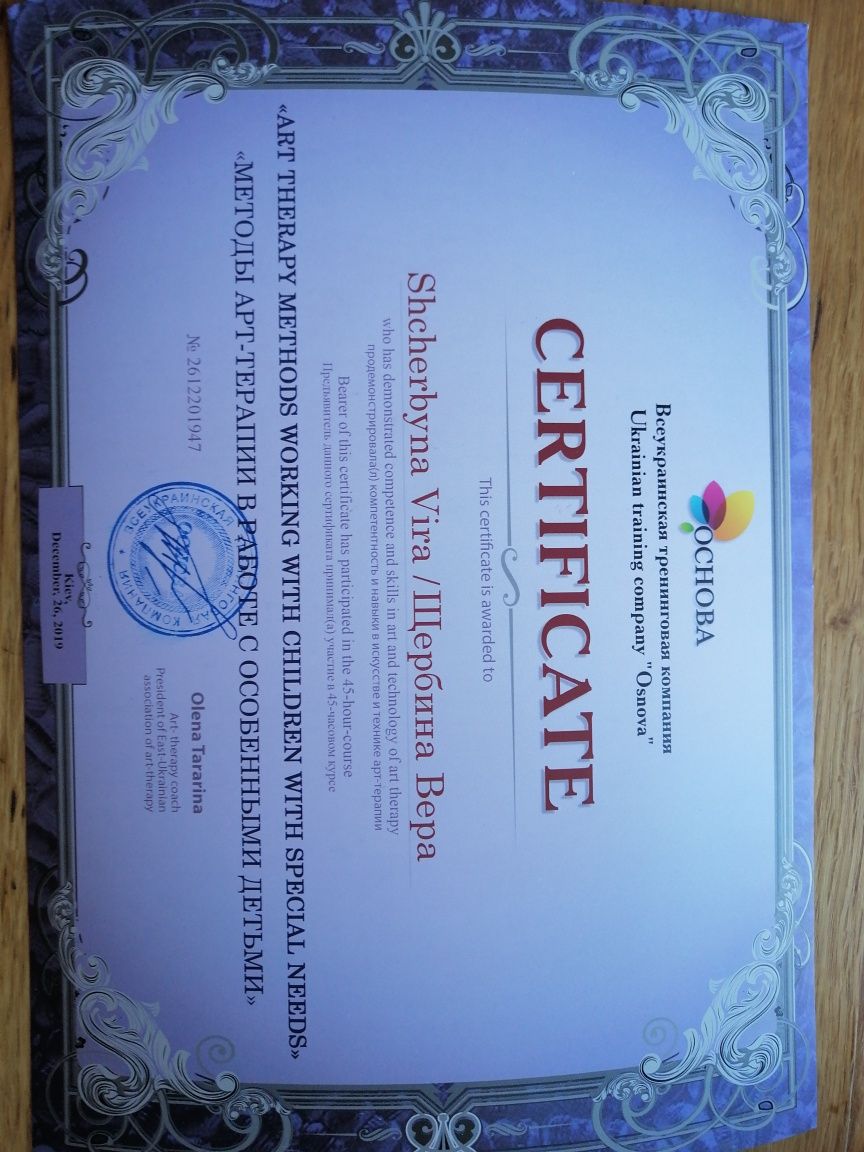 ОСНОВА
Всеукраинская тренинговая компания
Ukrainian training company "Osnova"
CERTIFICATE
This certificate is awarded to
Shcherbyna Vira /Щербина Вера
who has demonstrated competence and skills in art and technology of art therapy
продемонстрировала(л) компетентность и навыки в искусстве и технике арт-терапии
Bearer of this certificate has participated in the 45-hour-course
Предъявитель данного сертификата принимал(а) участие в 45-часовом курсе
«ART THERAPY METHODS WORKING WITH CHILDREN WITH SPECIAL NEEDS»
«МЕТОДЫ АРТ-ТЕРАПИИ В РАБОТЕ С ОСОБЕННЫМИ ДЕТЬМИ»
№ 2612201947
ВСЕУКРАИНСКАЯ
КОМПАНИЯ
Olena Tararina
Art- therapy coach
President of East-Ukrainian
association of art-therapy
Kiev,
December, 26, 2019